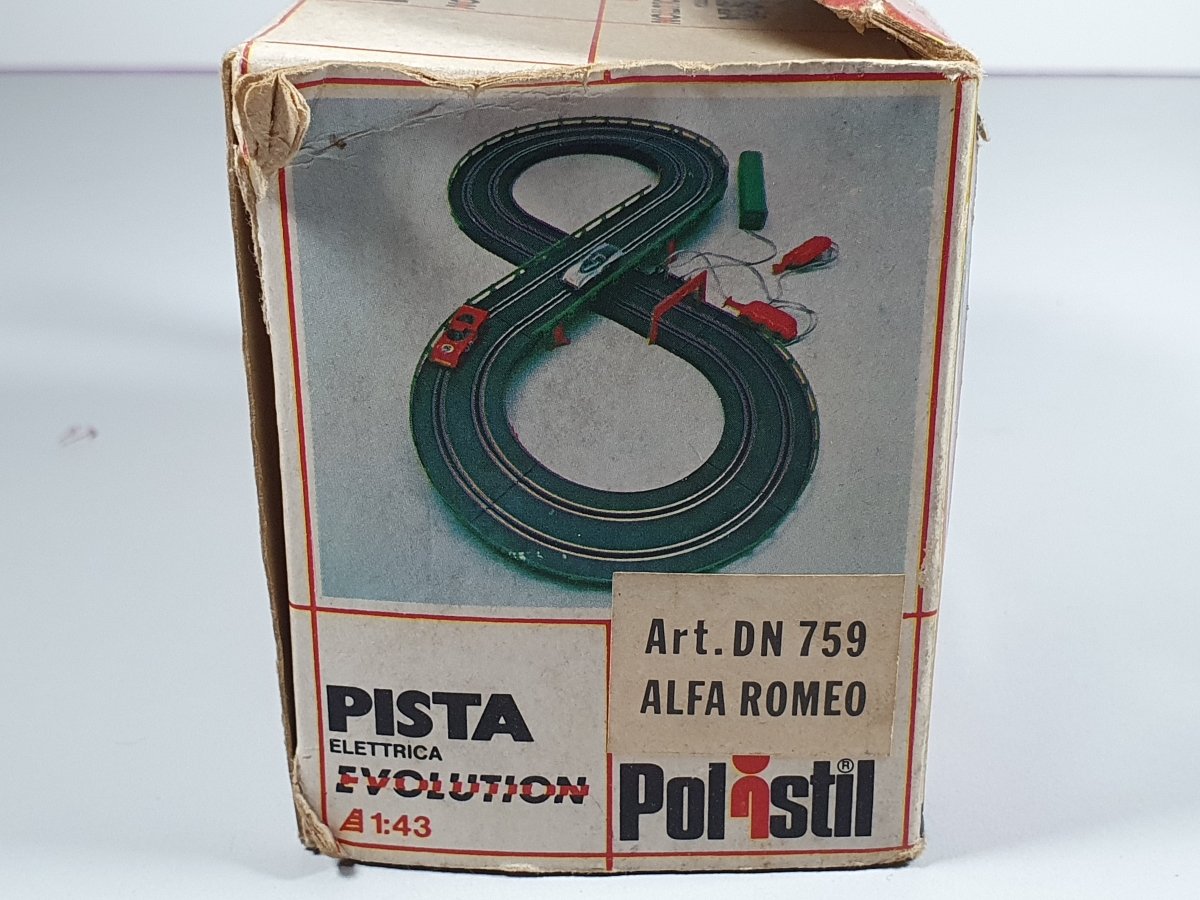 Art. DN 759
ALFA ROMEO
PISTA
ELETTRICA
EVOLUTION
1:43
Polistil®